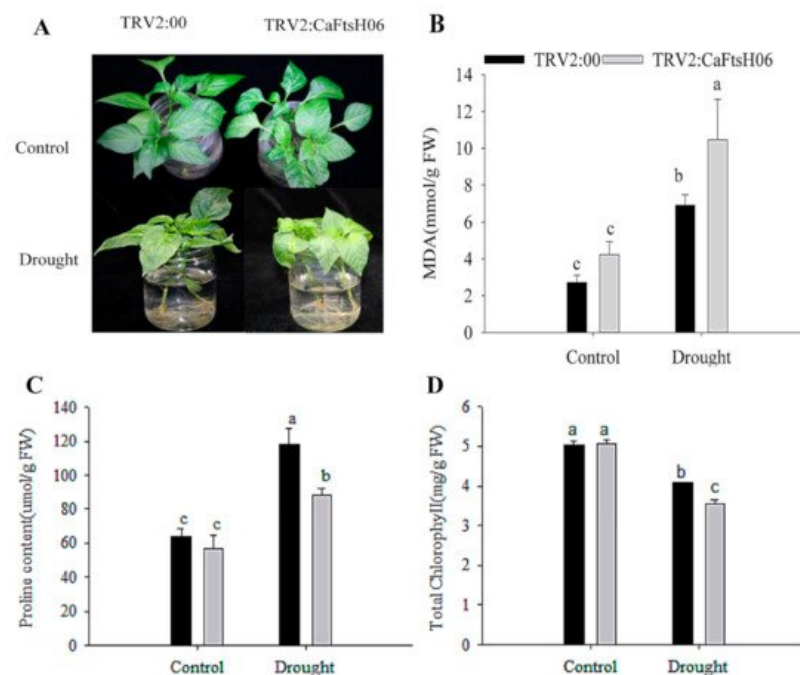 A
TRV2:00
TRV2:CaFtsH06
Control
Drought
B
TRV2:00
TRV2:CaFtsH06
MDA(mmol/g FW)
14
12
10
8
6
4
2
0
c
c
b
a
Control
Drought
C
Proline content(umol/g FW)
140
120
100
80
60
40
20
0
c
c
a
b
Control
Drought
D
Total Chlorophyll(mg/g FW)
6
5
4
3
2
1
0
a
a
b
c
Control
Drought